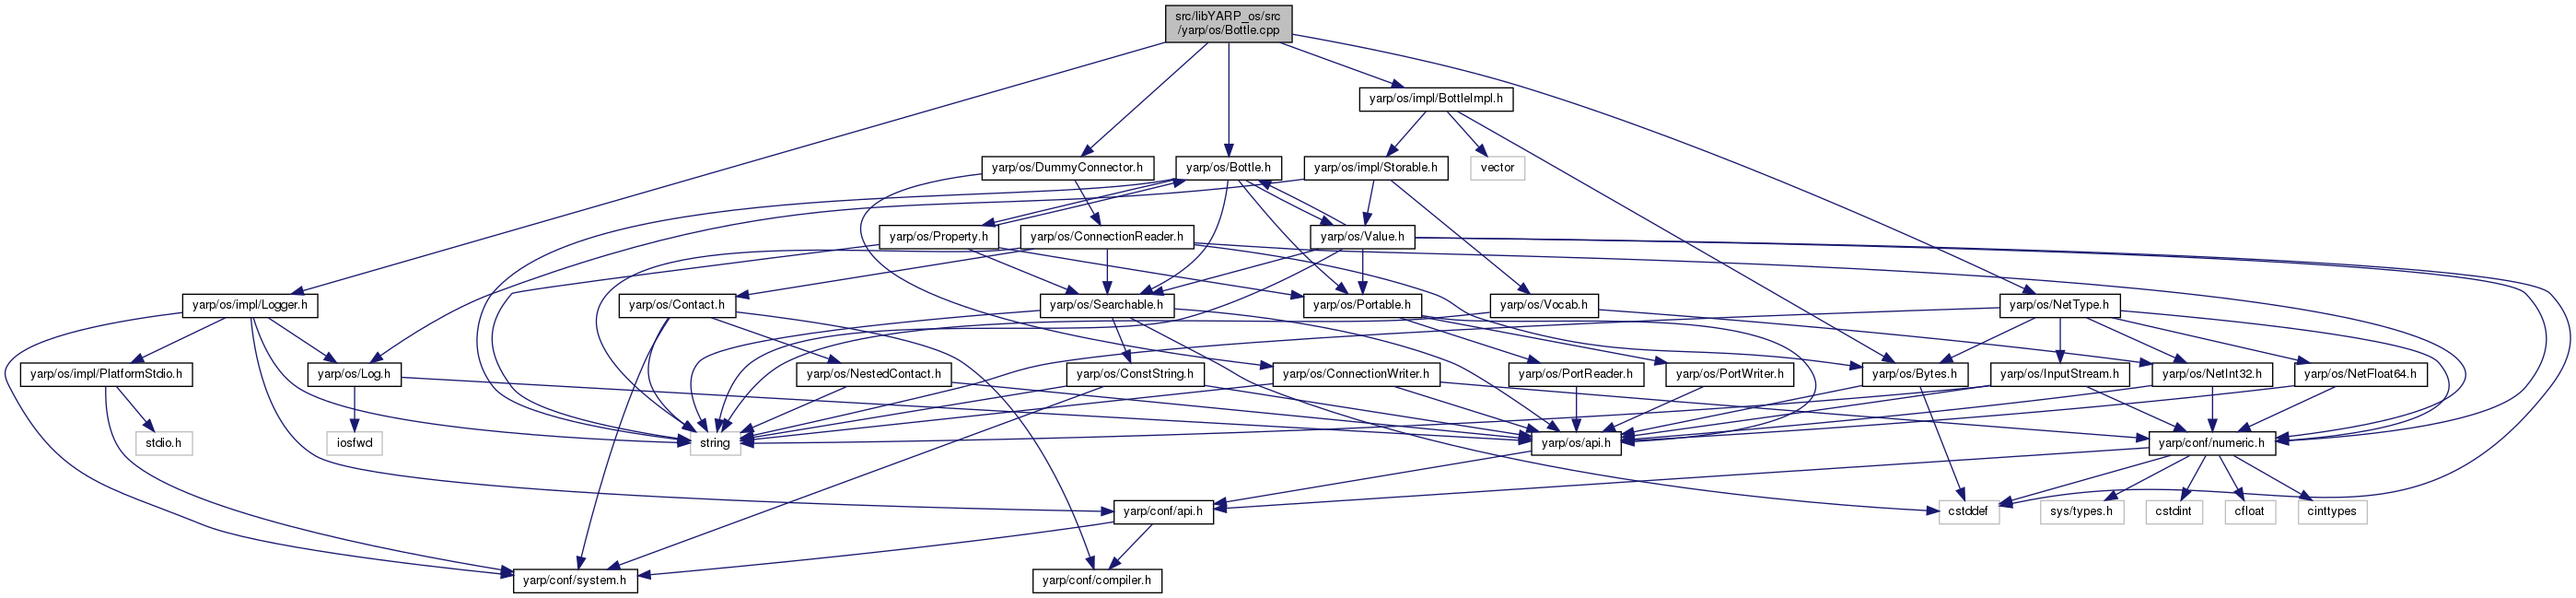 src/libYARP_os/src
/yarp/os/Bottle.cpp
yarp/os/impl/BottleImpl.h
yarp/os/DummyConnector.h
yarp/os/Bottle.h
yarp/os/impl/Storable.h
vector
yarp/os/Property.h
yarp/os/ConnectionReader.h
yarp/os/Value.h
yarp/os/impl/Logger.h
yarp/os/Contact.h
yarp/os/Searchable.h
yarp/os/Portable.h
yarp/os/Vocab.h
yarp/os/NetType.h
yarp/os/impl/PlatformStdio.h
yarp/os/Log.h
yarp/os/NestedContact.h
yarp/os/ConstString.h
yarp/os/ConnectionWriter.h
yarp/os/PortReader.h
yarp/os/PortWriter.h
yarp/os/Bytes.h
yarp/os/InputStream.h
yarp/os/NetInt32.h
yarp/os/NetFloat64.h
stdio.h
iosfwd
string
yarp/os/api.h
yarp/conf/numeric.h
yarp/conf/api.h
cstddef
sys/types.h
cstdint
cfloat
cinttypes
yarp/conf/system.h
yarp/conf/compiler.h